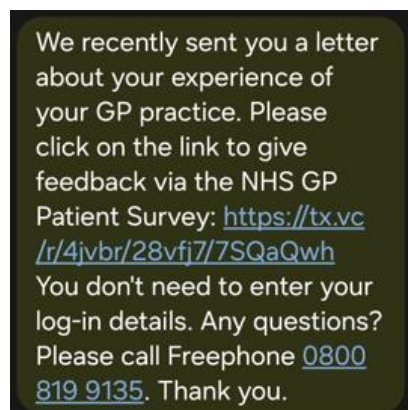 We recently sent you a letter
about your experience of
your GP practice. Please
click on the link to give
feedback via the NHS GP
Patient Survey: https://tx.vc
/r/4jvbr/28vfj7/7SQaQwh
You don't need to enter your
log-in details. Any questions?
Please call Freephone 0800
819 9135. Thank you.